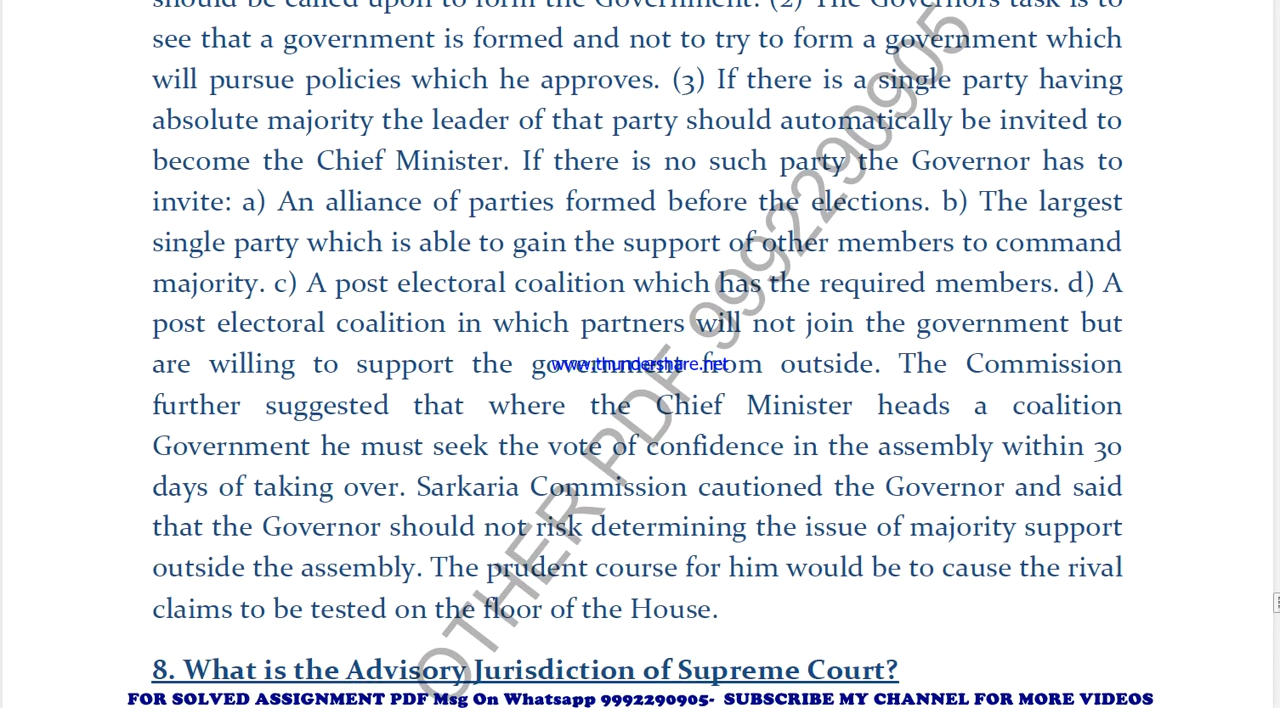 should be called upon to form the Government. (2) The Governors task is to
see that a government is formed and not to try to form a government which
will pursue policies which he approves. (3) If there is a single party having
absolute majority the leader of that party should automatically be invited to
become the Chief Minister. If there is no such party the Governor has to
invite: a) An alliance of parties formed before the elections. b) The largest
single party which is able to gain the support of other members to command
majority. c) A post electoral coalition which has the required members. d) A
post electoral coalition in which partners will not join the government but
are willing to support the government from outside. The Commission
www.thundershare.net
further suggested that where the Chief Minister heads a coalition
Government he must seek the vote of confidence in the assembly within 30
days of taking over. Sarkaria Commission cautioned the Governor and said
that the Governor should not risk determining the issue of majority support
outside the assembly. The prudent course for him would be to cause the rival
claims to be tested on the floor of the House.
OTHER PDF 9992290905
8. What is the Advisory Jurisdiction of Supreme Court?
FOR SOLVED ASSIGNMENT PDF Msg On Whatsapp 9992290905- SUBSCRIBE MY CHANNEL FOR MORE VIDEOS